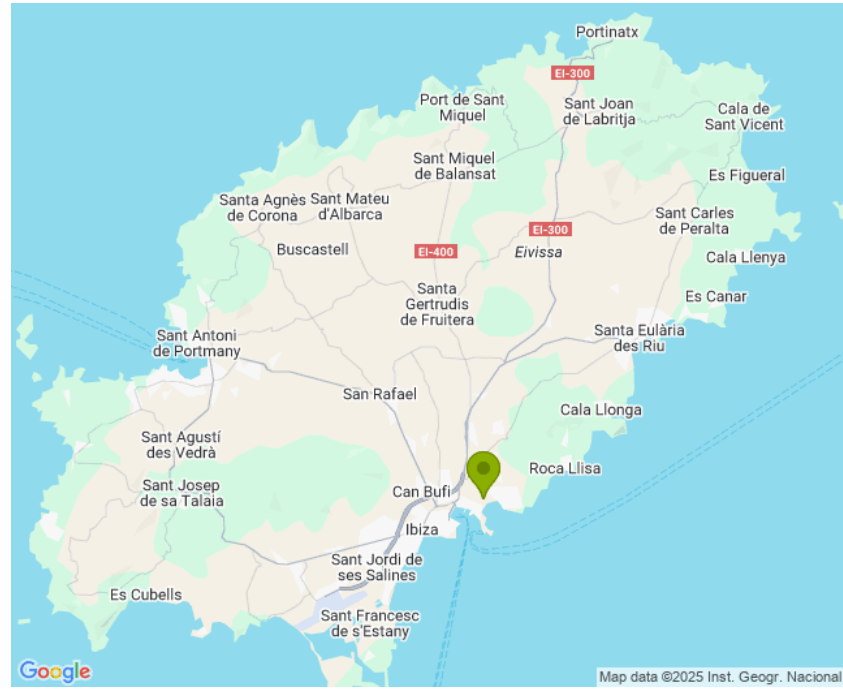 Portinatx
EI-300
Port de Sant
Miquel
Sant Joan
de Labritja
Cala de
Sant Vicent
Sant Miquel
de Balansat
Es Figueral
Santa Agnès
de Corona
Sant Mateu
d'Albarca
Sant Carles
de Peralta
EI-300
Buscastell
EI-400
Eivissa
Cala Llenya
Santa
Gertrudis
de Fruitera
Es Canar
Sant Antoni
de Portmany
Santa Eulària
des Riu
San Rafael
Cala Llonga
Sant Agustí
des Vedrà
Roca Llisa
Sant Josep
de sa Talaia
Can Bufi
Ibiza
Sant Jordi de
ses Salines
Es Cubells
Sant Francesc
de s'Estany
Google
Map data ©2025 Inst. Geogr. Nacional